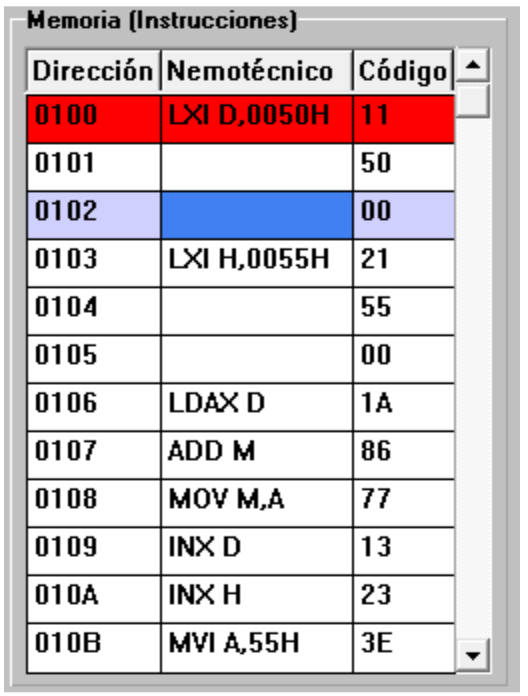 Memoria (Instrucciones)
Dirección Nemotécnico Código
0100 LXI D,0050H 11
0101 50
0102 00
0103 LXI H,0055H 21
0104 55
0105 00
0106 LDAX D 1A
0107 ADD M 86
0108 MOV M,A 77
0109 INX D 13
010A INX H 23
010B MVI A,55H 3E